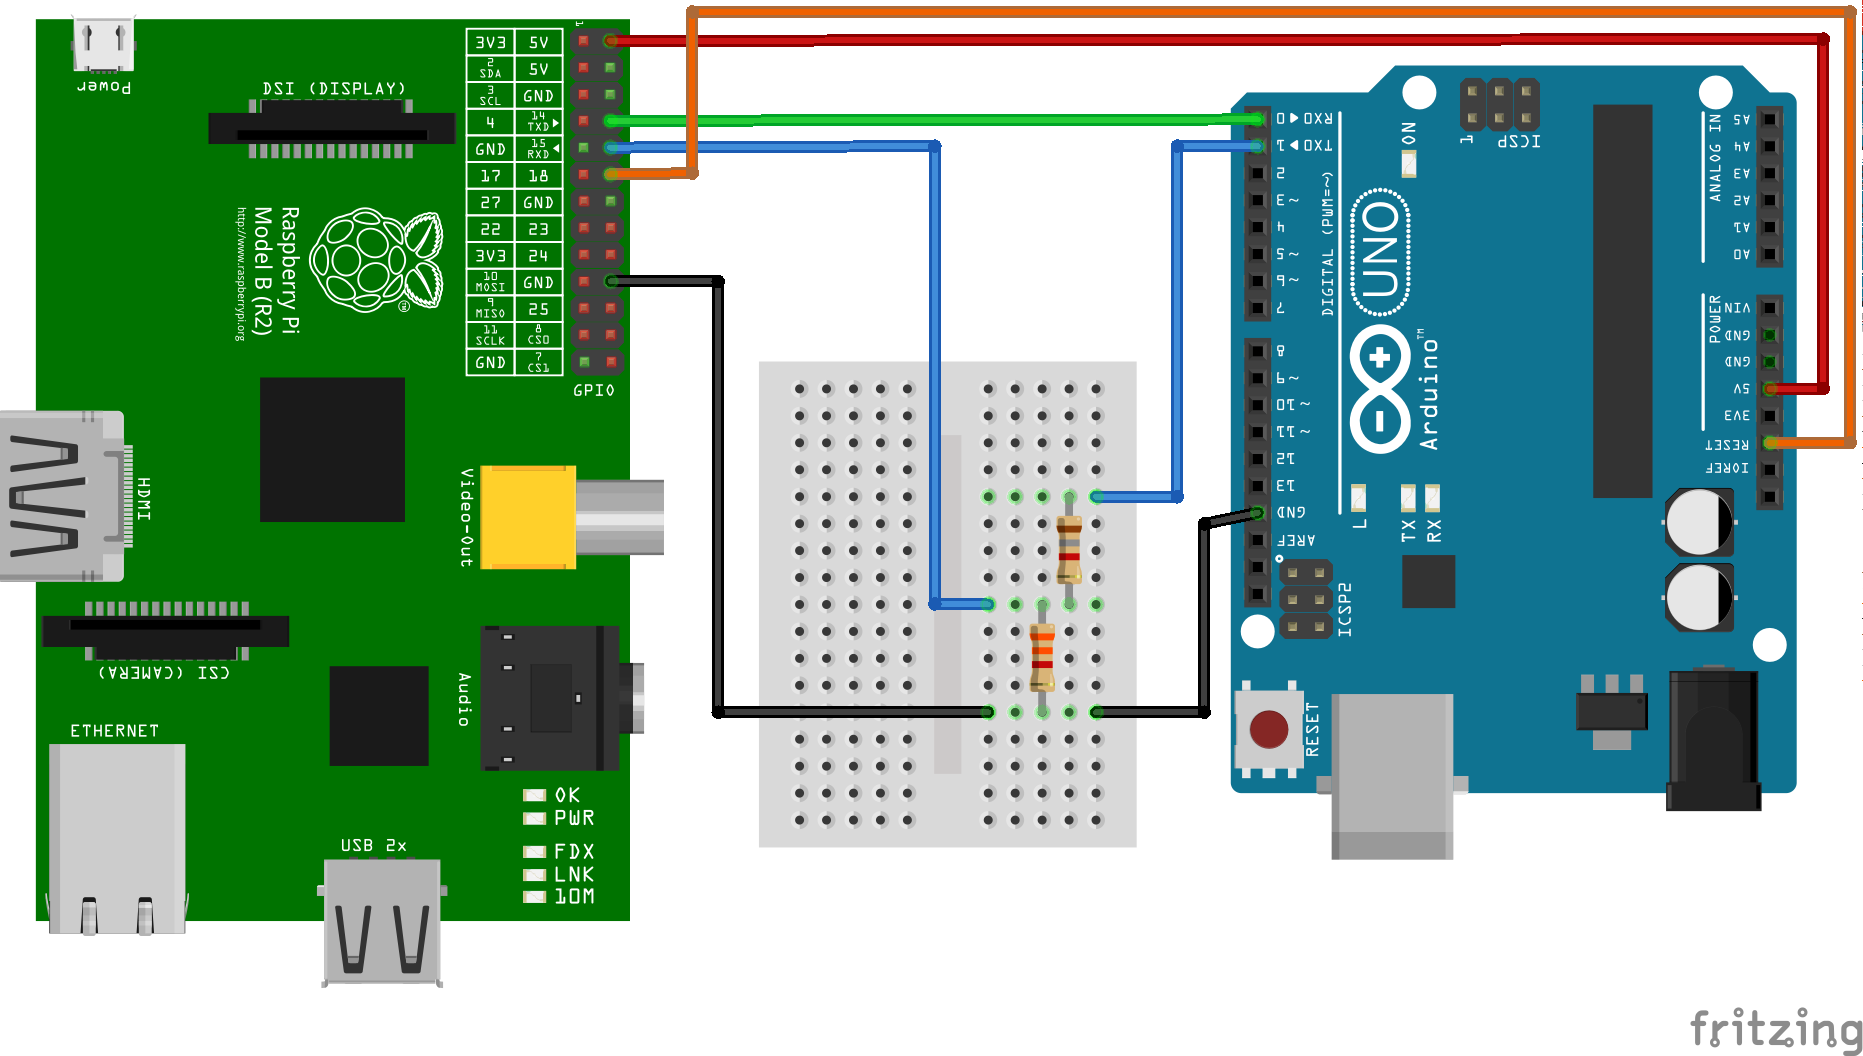 Power
DSI (DISPLAY)
1
3V3 5V
2 SDA 5V
3 SCL GND
4 14 TXD
GND 15 RXD
17 18
27 GND
22 23
3V3 24
10 MOSI GND
9 MISO 25
11 SCLK 8 CS0
GND 7 CS1
GPIO
Raspberry Pi
Model B (R2)
http://www.raspberrypi.org
TM
HDMI
Video-Out
CSI (CAMERA)
Audio
ETHERNET
USB 2x
OK
PWR
FDX
LNK
10M
RX0 0
TX0 1
2
~3
4
~5
~6
7
8
~9
~10
~11
12
13
GND
AREF
DIGITAL (PWM=~)
ON
1
ICSP
UNO
Arduino
TM
L
TX
RX
ICSP2
RESET
ANALOG IN
A5
A4
A3
A2
A1
A0
POWER
VIN
GND
GND
5V
3V3
RESET
IOREF
fritzing